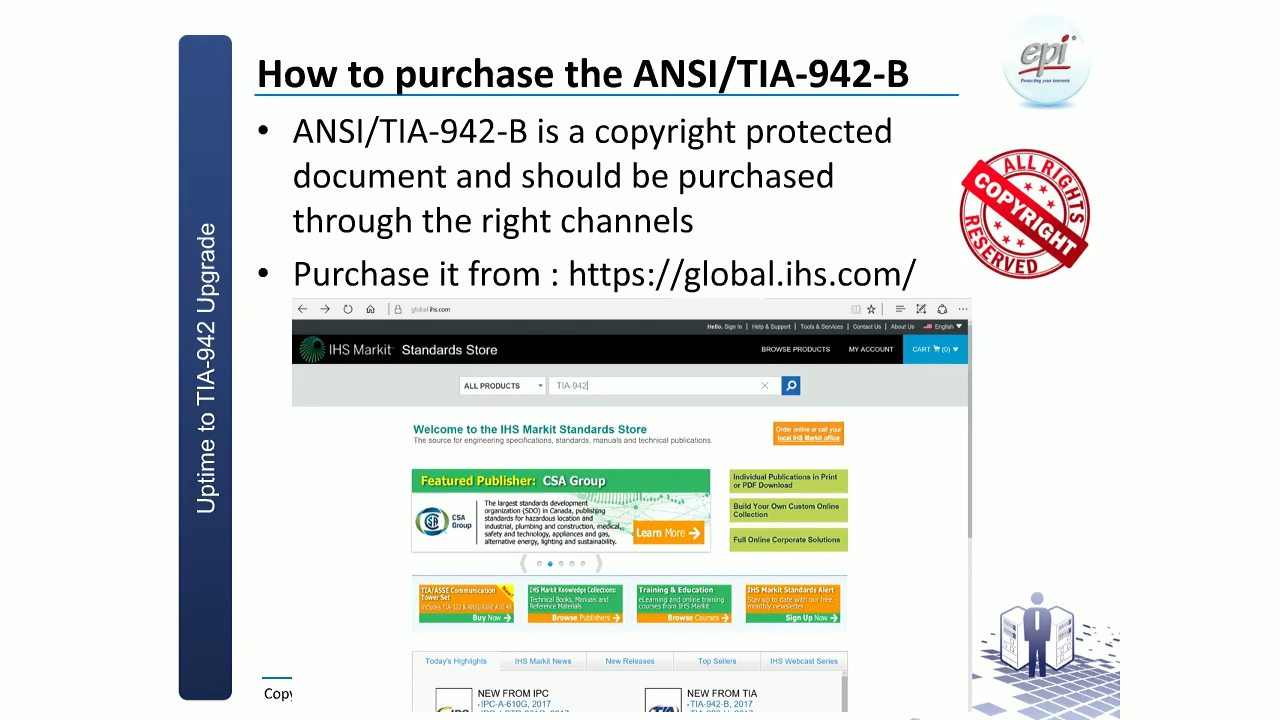 How to purchase the ANSI/TIA-942-B
epi
Protecting your interests
• ANSI/TIA-942-B is a copyright protected
document and should be purchased
through the right channels
• Purchase it from : https://global.ihs.com/
ALL RIGHTS
COPYRIGHT
RESERVED
Uptime to TIA-942 Upgrade
global.ihs.com
Hello. Sign In | Help & Support | Tools & Services | Contact Us | About Us English
IHS Markit Standards Store
BROWSE PRODUCTS MY ACCOUNT CART (0)
ALL PRODUCTS TIA-942
Welcome to the IHS Markit Standards Store
The source for engineering specifications, standards, manuals and technical publications.
Order online or call your
local IHS Markit office
Featured Publisher: CSA Group
CSA
Group
The largest standards development
organization (SDO) in Canada, publishing
standards for hazardous location and
industrial, plumbing and construction, medical,
safety and technology, appliances and gas,
alternative energy, lighting and sustainability.
Learn More
Individual Publications in Print
or PDF Download
Build Your Own Custom Online
Collection
Full Online Corporate Solutions
TIA/ASSE Communication
Tower Set
Includes TIA-322 & ANSI/ASSE A10.48
Buy Now
IHS Markit Knowledge Collections:
Technical Books, Manuals and
Reference Materials
Browse Publishers
Training & Education
eLearning and online training
courses from IHS Markit
Browse Courses
IHS Markit Standards Alert
Stay up to date with our free,
monthly newsletter
Sign Up Now
Today's Highlights IHS Markit News New Releases Top Sellers IHS Webcast Series
NEW FROM IPC
IPC-A-610G, 2017
NEW FROM TIA
TIA-942-B, 2017
Copy